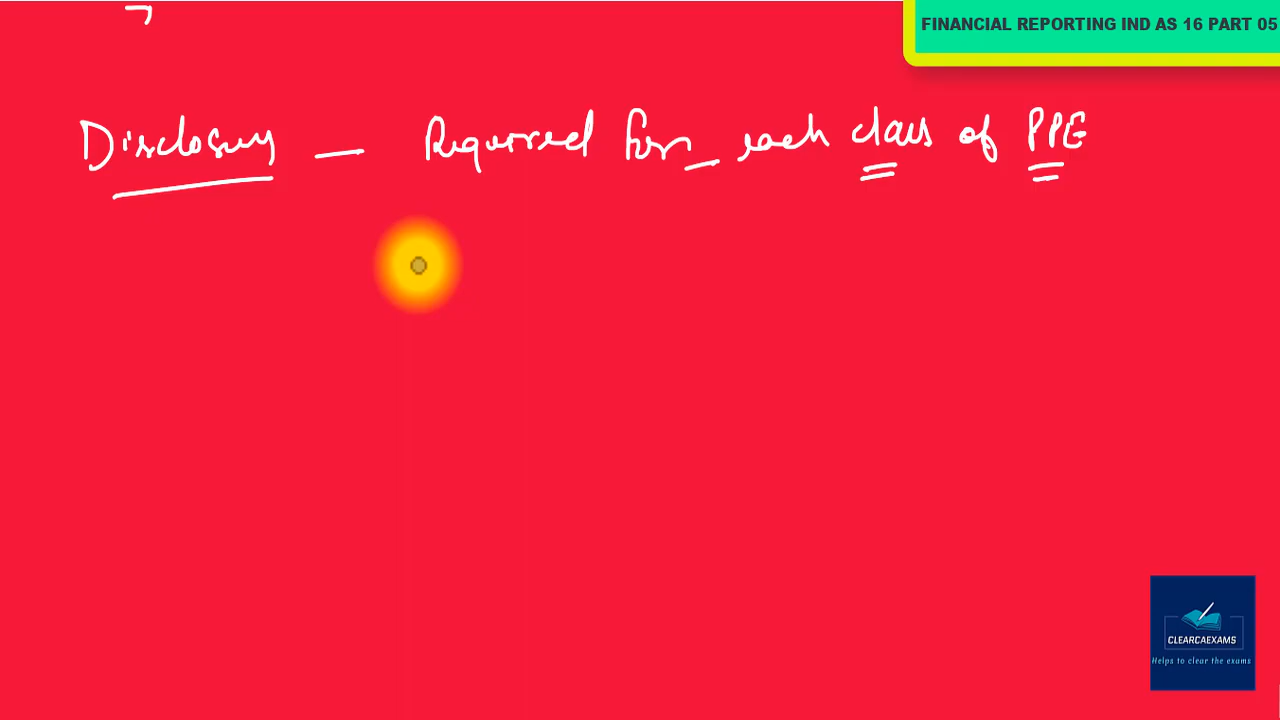 FINANCIAL REPORTING IND AS 16 PART 05
Disclosures — Required for each class of PPE
CLEARCAEXAMS
Helps to clear the exams